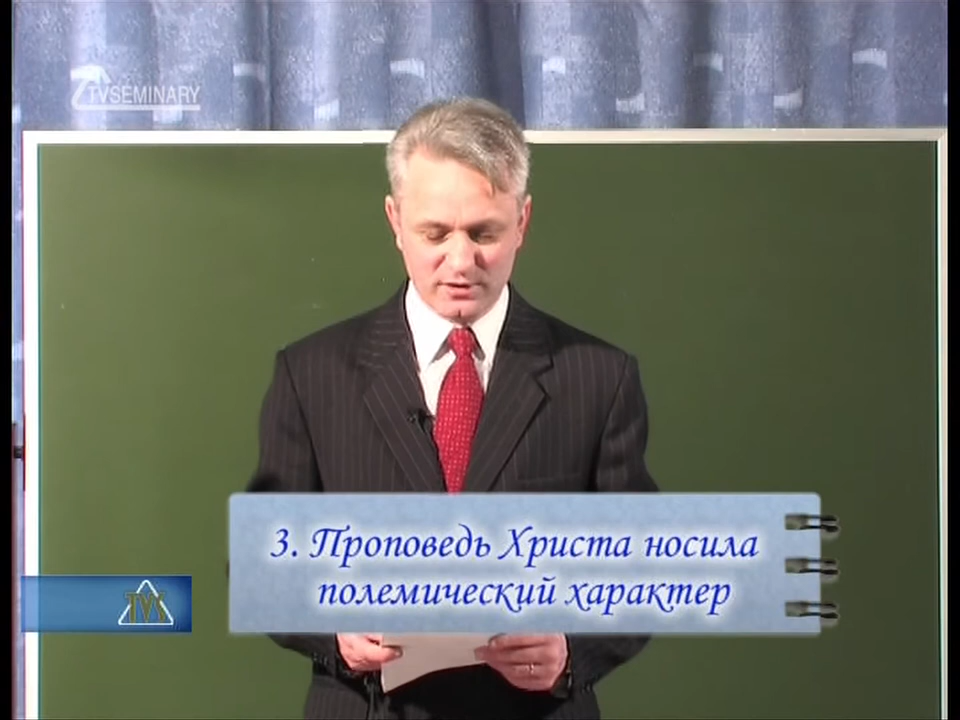 TVSEMINARY
3. Проповедь Христа носила
полемический характер
TVS